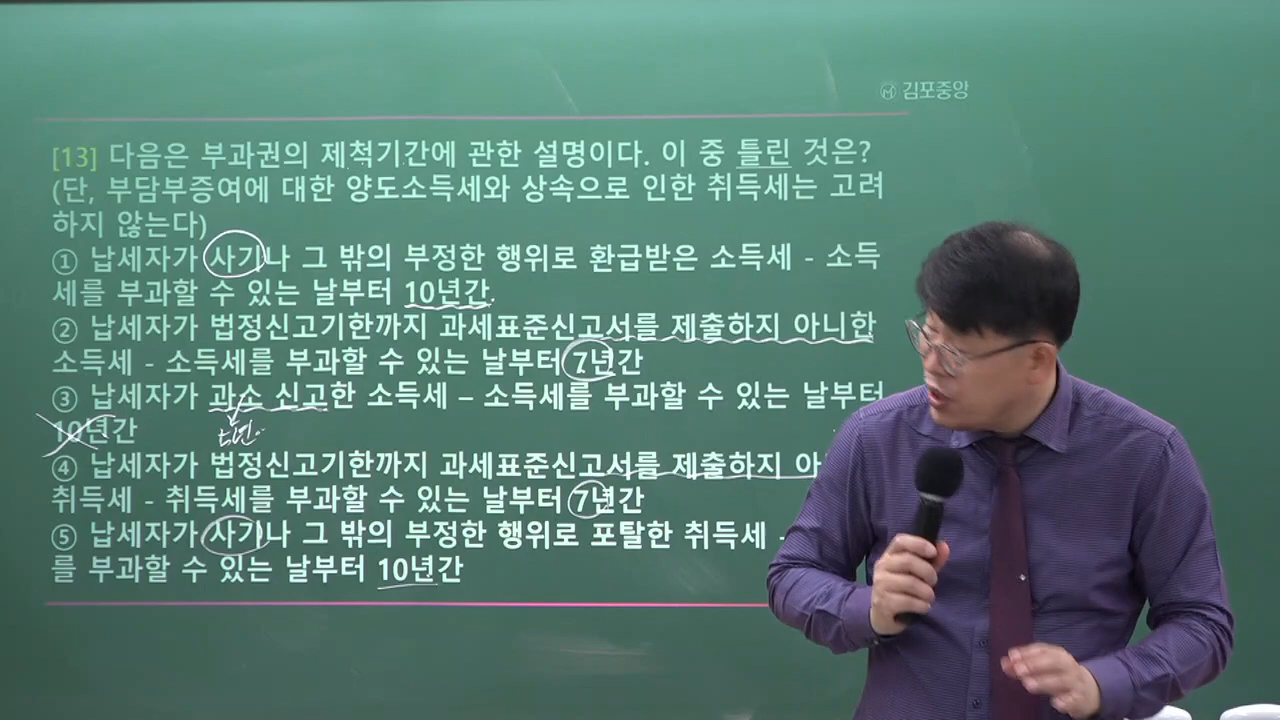 김포중앙
[13] 다음은 부과권의 제척기간에 관한 설명이다. 이 중 틀린 것은?
(단, 부담부증여에 대한 양도소득세와 상속으로 인한 취득세는 고려
하지 않는다)
① 납세자가 사기나 그 밖의 부정한 행위로 환급받은 소득세 - 소득
세를 부과할 수 있는 날부터 10년간
② 납세자가 법정신고기한까지 과세표준신고서를 제출하지 아니한
소득세 - 소득세를 부과할 수 있는 날부터 7년간
③ 납세자가 과소 신고한 소득세 – 소득세를 부과할 수 있는 날부터
10년간
④ 납세자가 법정신고기한까지 과세표준신고서를 제출하지 아
취득세 - 취득세를 부과할 수 있는 날부터 7년간
⑤ 납세자가 사기나 그 밖의 부정한 행위로 포탈한 취득세 -
를 부과할 수 있는 날부터 10년간